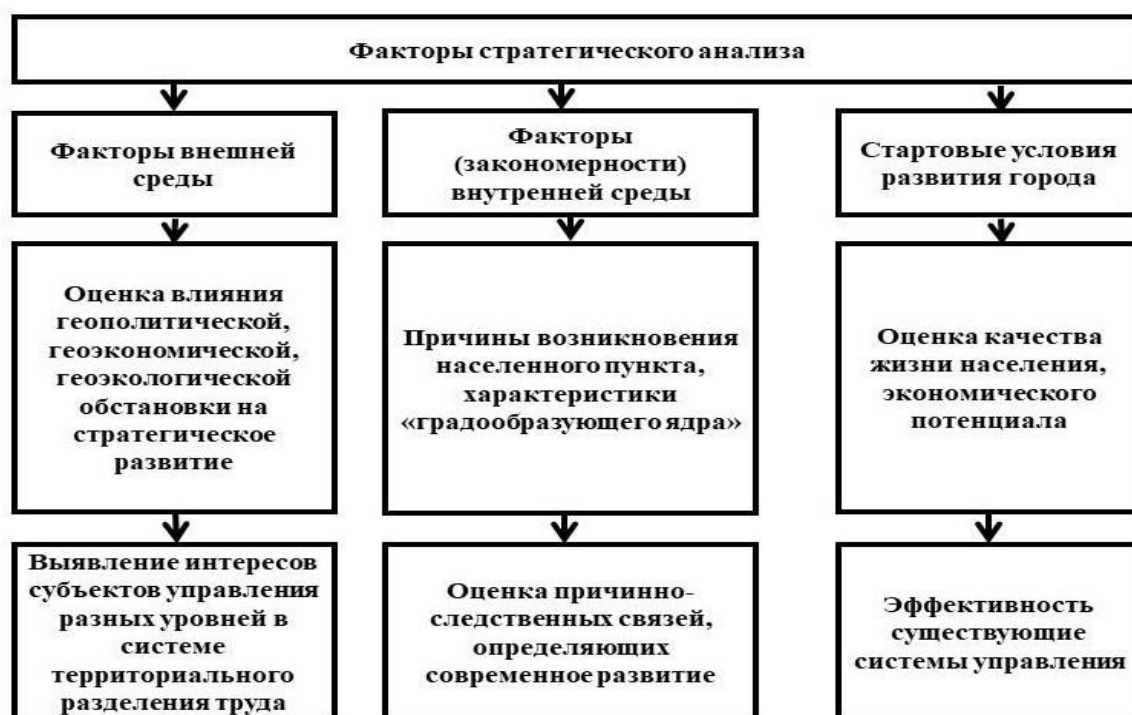 Факторы стратегического анализа
Факторы внешней
среды
Факторы
(закономерности)
внутренней среды
Стартовые условия
развития города
Оценка влияния
геополитической,
геоэкономической,
геоэкологической
обстановки на
стратегическое
развитие
Причины возникновения
населенного пункта,
характеристики
«градообразующего ядра»
Оценка качества
жизни населения,
экономического
потенциала
Выявление интересов
субъектов управления
разных уровней в
системе
территориального
разделения труда
Оценка причинно-
следственных связей,
определяющих
современное развитие
Эффективность
существующие
системы управления